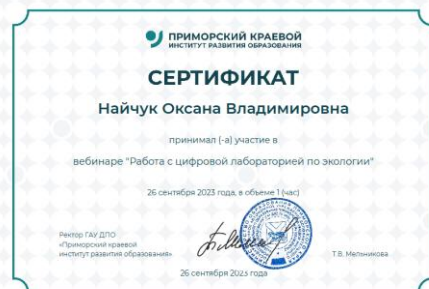 ПРИМОРСКИЙ КРАЕВОЙ
ИНСТИТУТ РАЗВИТИЯ ОБРАЗОВАНИЯ
СЕРТИФИКАТ
Найчук Оксана Владимировна
принимал (-а) участие в
вебинаре "Работа с цифровой лабораторией по экологии"
26 сентября 2023 года, в объеме 1 (час)
Ректор ГАУ ДПО
«Приморский краевой
институт развития образования»
Т.В. Мельникова
26 сентября 2023 года